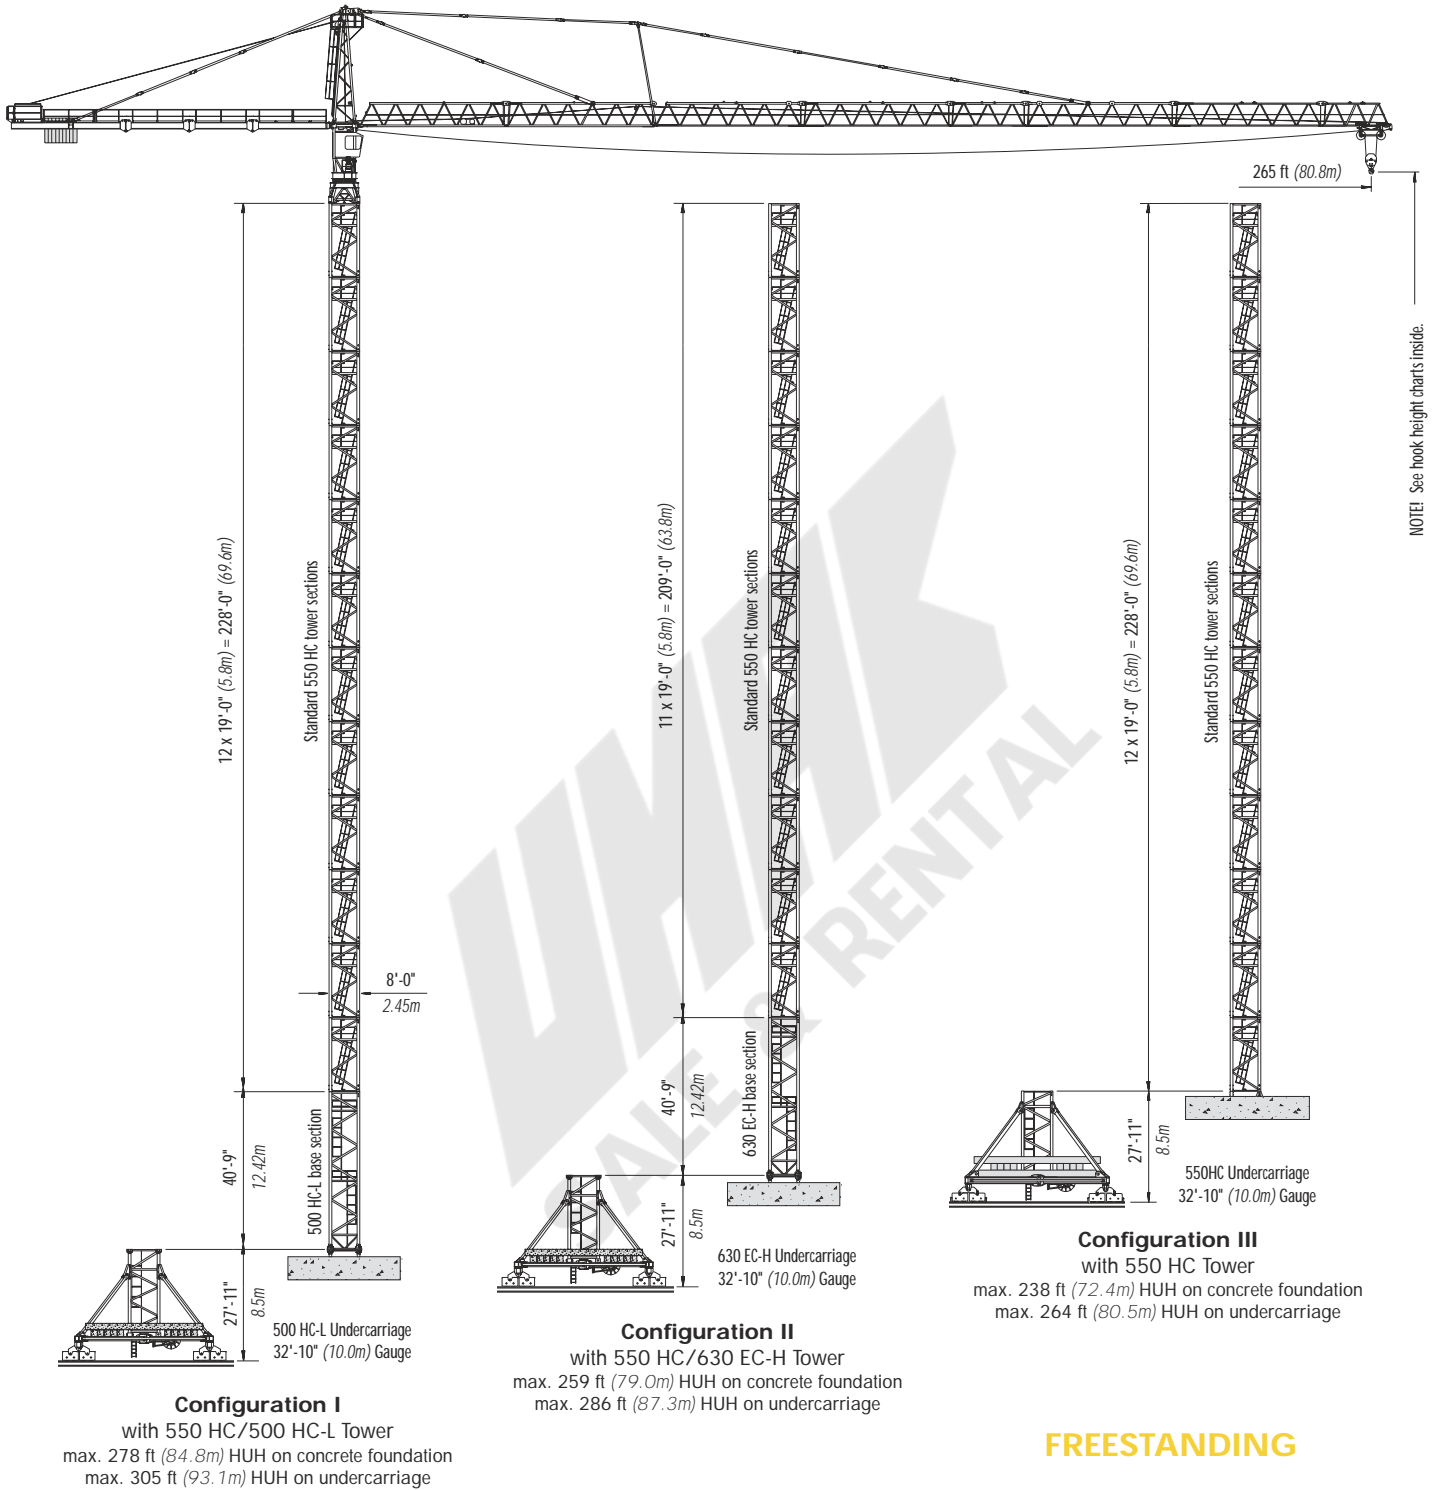 265 ft (80.8m)
NOTE! See hook height charts inside.
12 x 19'-0" (5.8m) = 228'-0" (69.6m)
Standard 550 HC tower sections
11 x 19'-0" (5.8m) = 209'-0" (63.8m)
Standard 550 HC tower sections
12 x 19'-0" (5.8m) = 228'-0" (69.6m)
Standard 550 HC tower sections
UHAK
SALE & RENTAL
8'-0"
2.45m
40'-9"
12.42m
500 HC-L base section
40'-9"
12.42m
630 EC-H base section
27'-11"
8.5m
550HC Undercarriage
32'-10" (10.0m) Gauge
27'-11"
8.5m
630 EC-H Undercarriage
32'-10" (10.0m) Gauge
27'-11"
8.5m
500 HC-L Undercarriage
32'-10" (10.0m) Gauge
Configuration I
with 550 HC/500 HC-L Tower
max. 278 ft (84.8m) HUH on concrete foundation
max. 305 ft (93.1m) HUH on undercarriage
Configuration II
with 550 HC/630 EC-H Tower
max. 259 ft (79.0m) HUH on concrete foundation
max. 286 ft (87.3m) HUH on undercarriage
Configuration III
with 550 HC Tower
max. 238 ft (72.4m) HUH on concrete foundation
max. 264 ft (80.5m) HUH on undercarriage
FREESTANDING